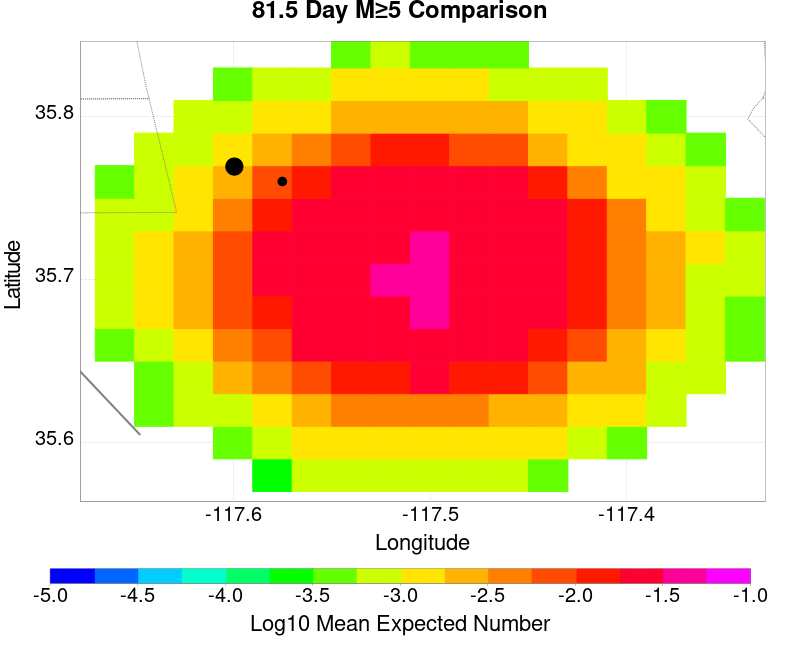 81.5 Day M≥5 Comparison
35.8
35.7
35.6
Latitude
-117.6 -117.5 -117.4
Longitude
-5.0 -4.5 -4.0 -3.5 -3.0 -2.5 -2.0 -1.5 -1.0
Log10 Mean Expected Number